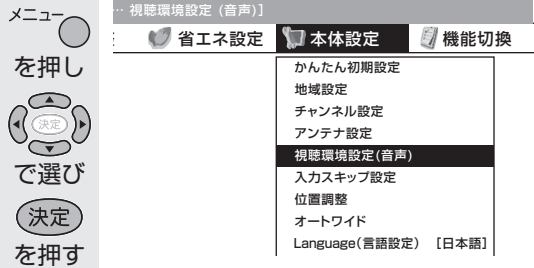 メニュー
を押し
決定
で選び
決定
を押す
… 視聴環境設定 (音声)]
省エネ設定
本体設定
機能切換
かんたん初期設定
地域設定
チャンネル設定
アンテナ設定
視聴環境設定(音声)
入力スキップ設定
位置調整
オートワイド
Language(言語設定) [日本語]